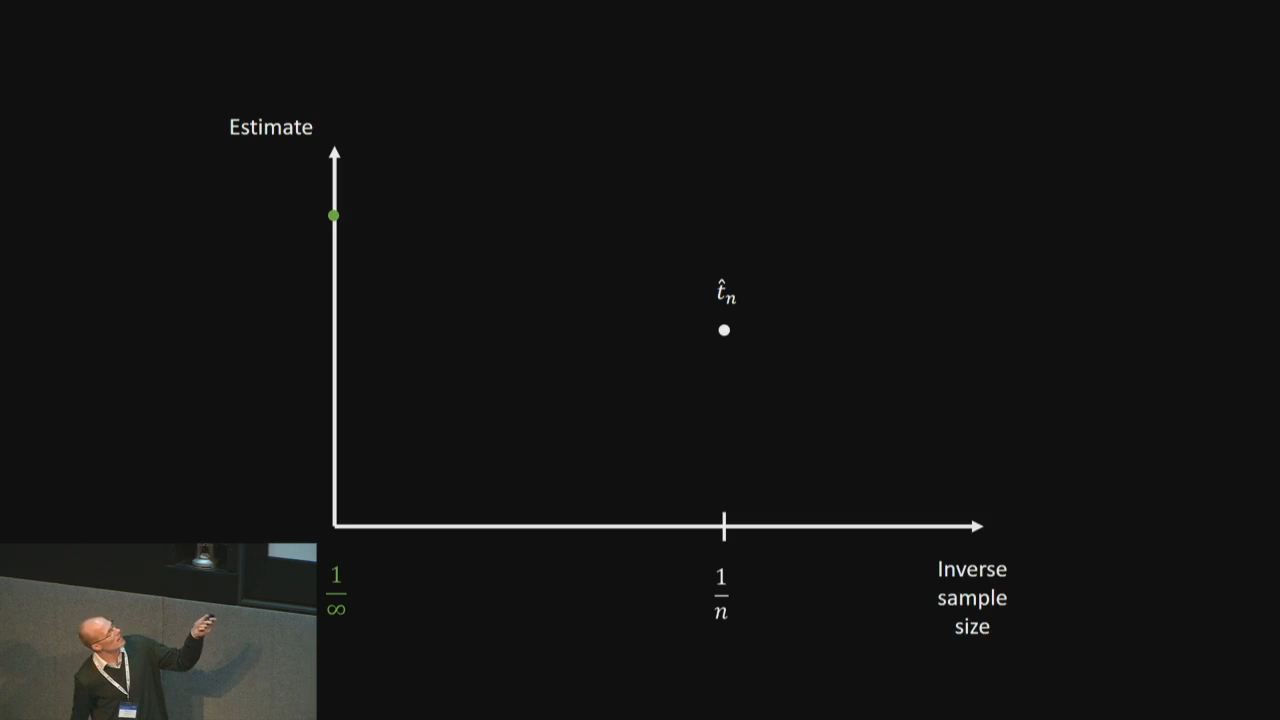 Estimate
t̂ₙ
1
∞
1
n
Inverse
sample
size